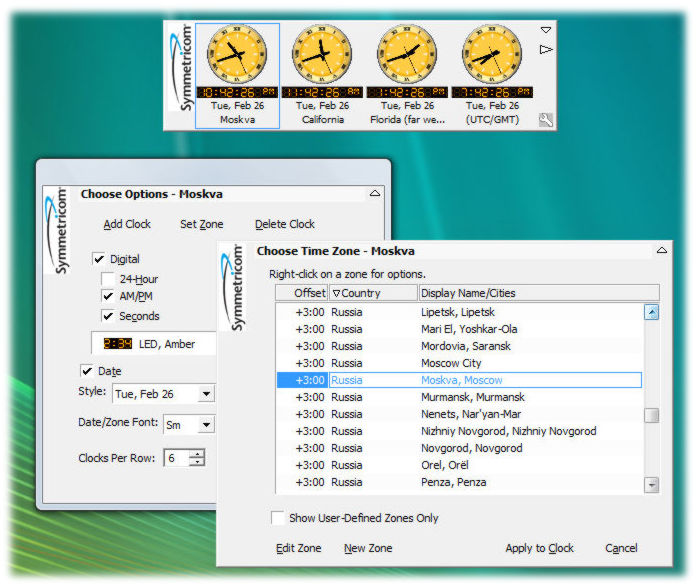 Symmetricom
10:42:26 PM
11:42:26 AM
1:42:26 PM
7:42:26 PM
Tue, Feb 26
Tue, Feb 26
Tue, Feb 26
Tue, Feb 26
Moskva
California
Florida (far we...
(UTC/GMT)
Symmetricom
Choose Options - Moskva
Add Clock
Set Zone
Delete Clock
Digital
24-Hour
AM/PM
Seconds
2:34 LED, Amber
Date
Style: Tue, Feb 26
Date/Zone Font: Sm
Clocks Per Row: 6
Symmetricom
Choose Time Zone - Moskva
Right-click on a zone for options.
Offset Country Display Name/Cities
+3:00 Russia Lipetsk, Lipetsk
+3:00 Russia Mari El, Yoshkar-Ola
+3:00 Russia Mordovia, Saransk
+3:00 Russia Moscow City
+3:00 Russia Moskva, Moscow
+3:00 Russia Murmansk, Murmansk
+3:00 Russia Nenets, Nar'yan-Mar
+3:00 Russia Nizhniy Novgorod, Nizhniy Novgorod
+3:00 Russia Novgorod, Novgorod
+3:00 Russia Orel, Orël
+3:00 Russia Penza, Penza
Show User-Defined Zones Only
Edit Zone
New Zone
Apply to Clock
Cancel